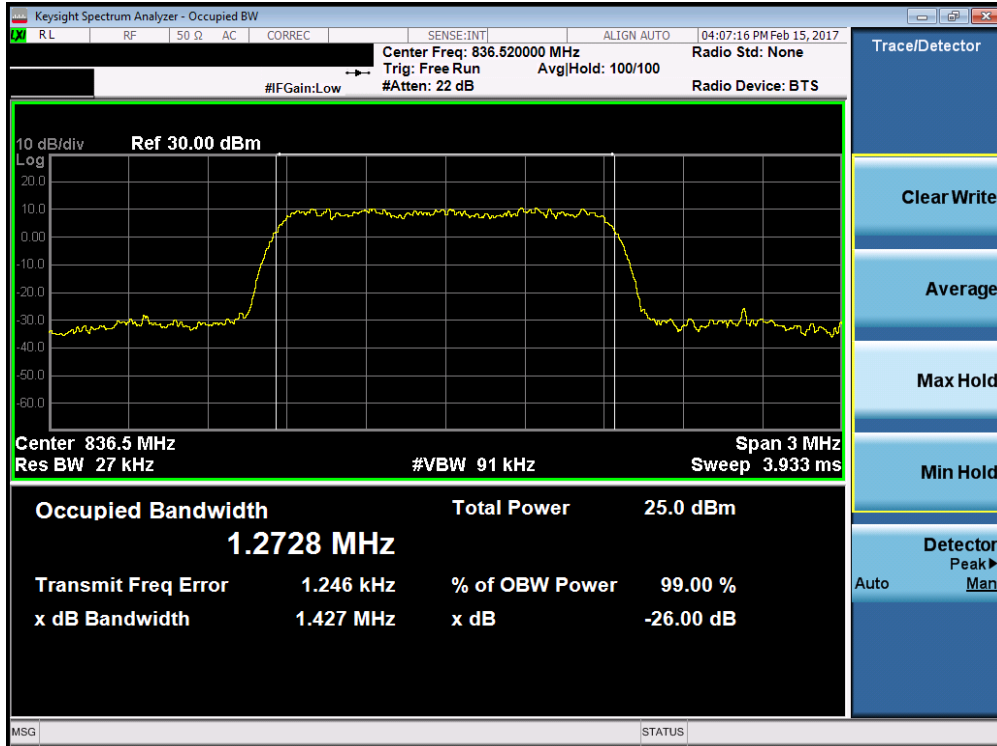 Keysight Spectrum Analyzer - Occupied BW
LXI RL RF 50 Ω AC CORREC SENSE:INT ALIGN AUTO 04:07:16 PM Feb 15, 2017
Center Freq: 836.520000 MHz Radio Std: None
Trig: Free Run Avg|Hold: 100/100
#IFGain:Low #Atten: 22 dB Radio Device: BTS
Trace/Detector
10 dB/div Ref 30.00 dBm
Log
20.0
10.0
0.00
-10.0
-20.0
-30.0
-40.0
-50.0
-60.0
Center 836.5 MHz Span 3 MHz
Res BW 27 kHz #VBW 91 kHz Sweep 3.933 ms
Occupied Bandwidth Total Power 25.0 dBm
1.2728 MHz
Transmit Freq Error 1.246 kHz % of OBW Power 99.00 %
x dB Bandwidth 1.427 MHz x dB -26.00 dB
Clear Write
Average
Max Hold
Min Hold
Detector
Peak▶
Auto Man
MSG STATUS